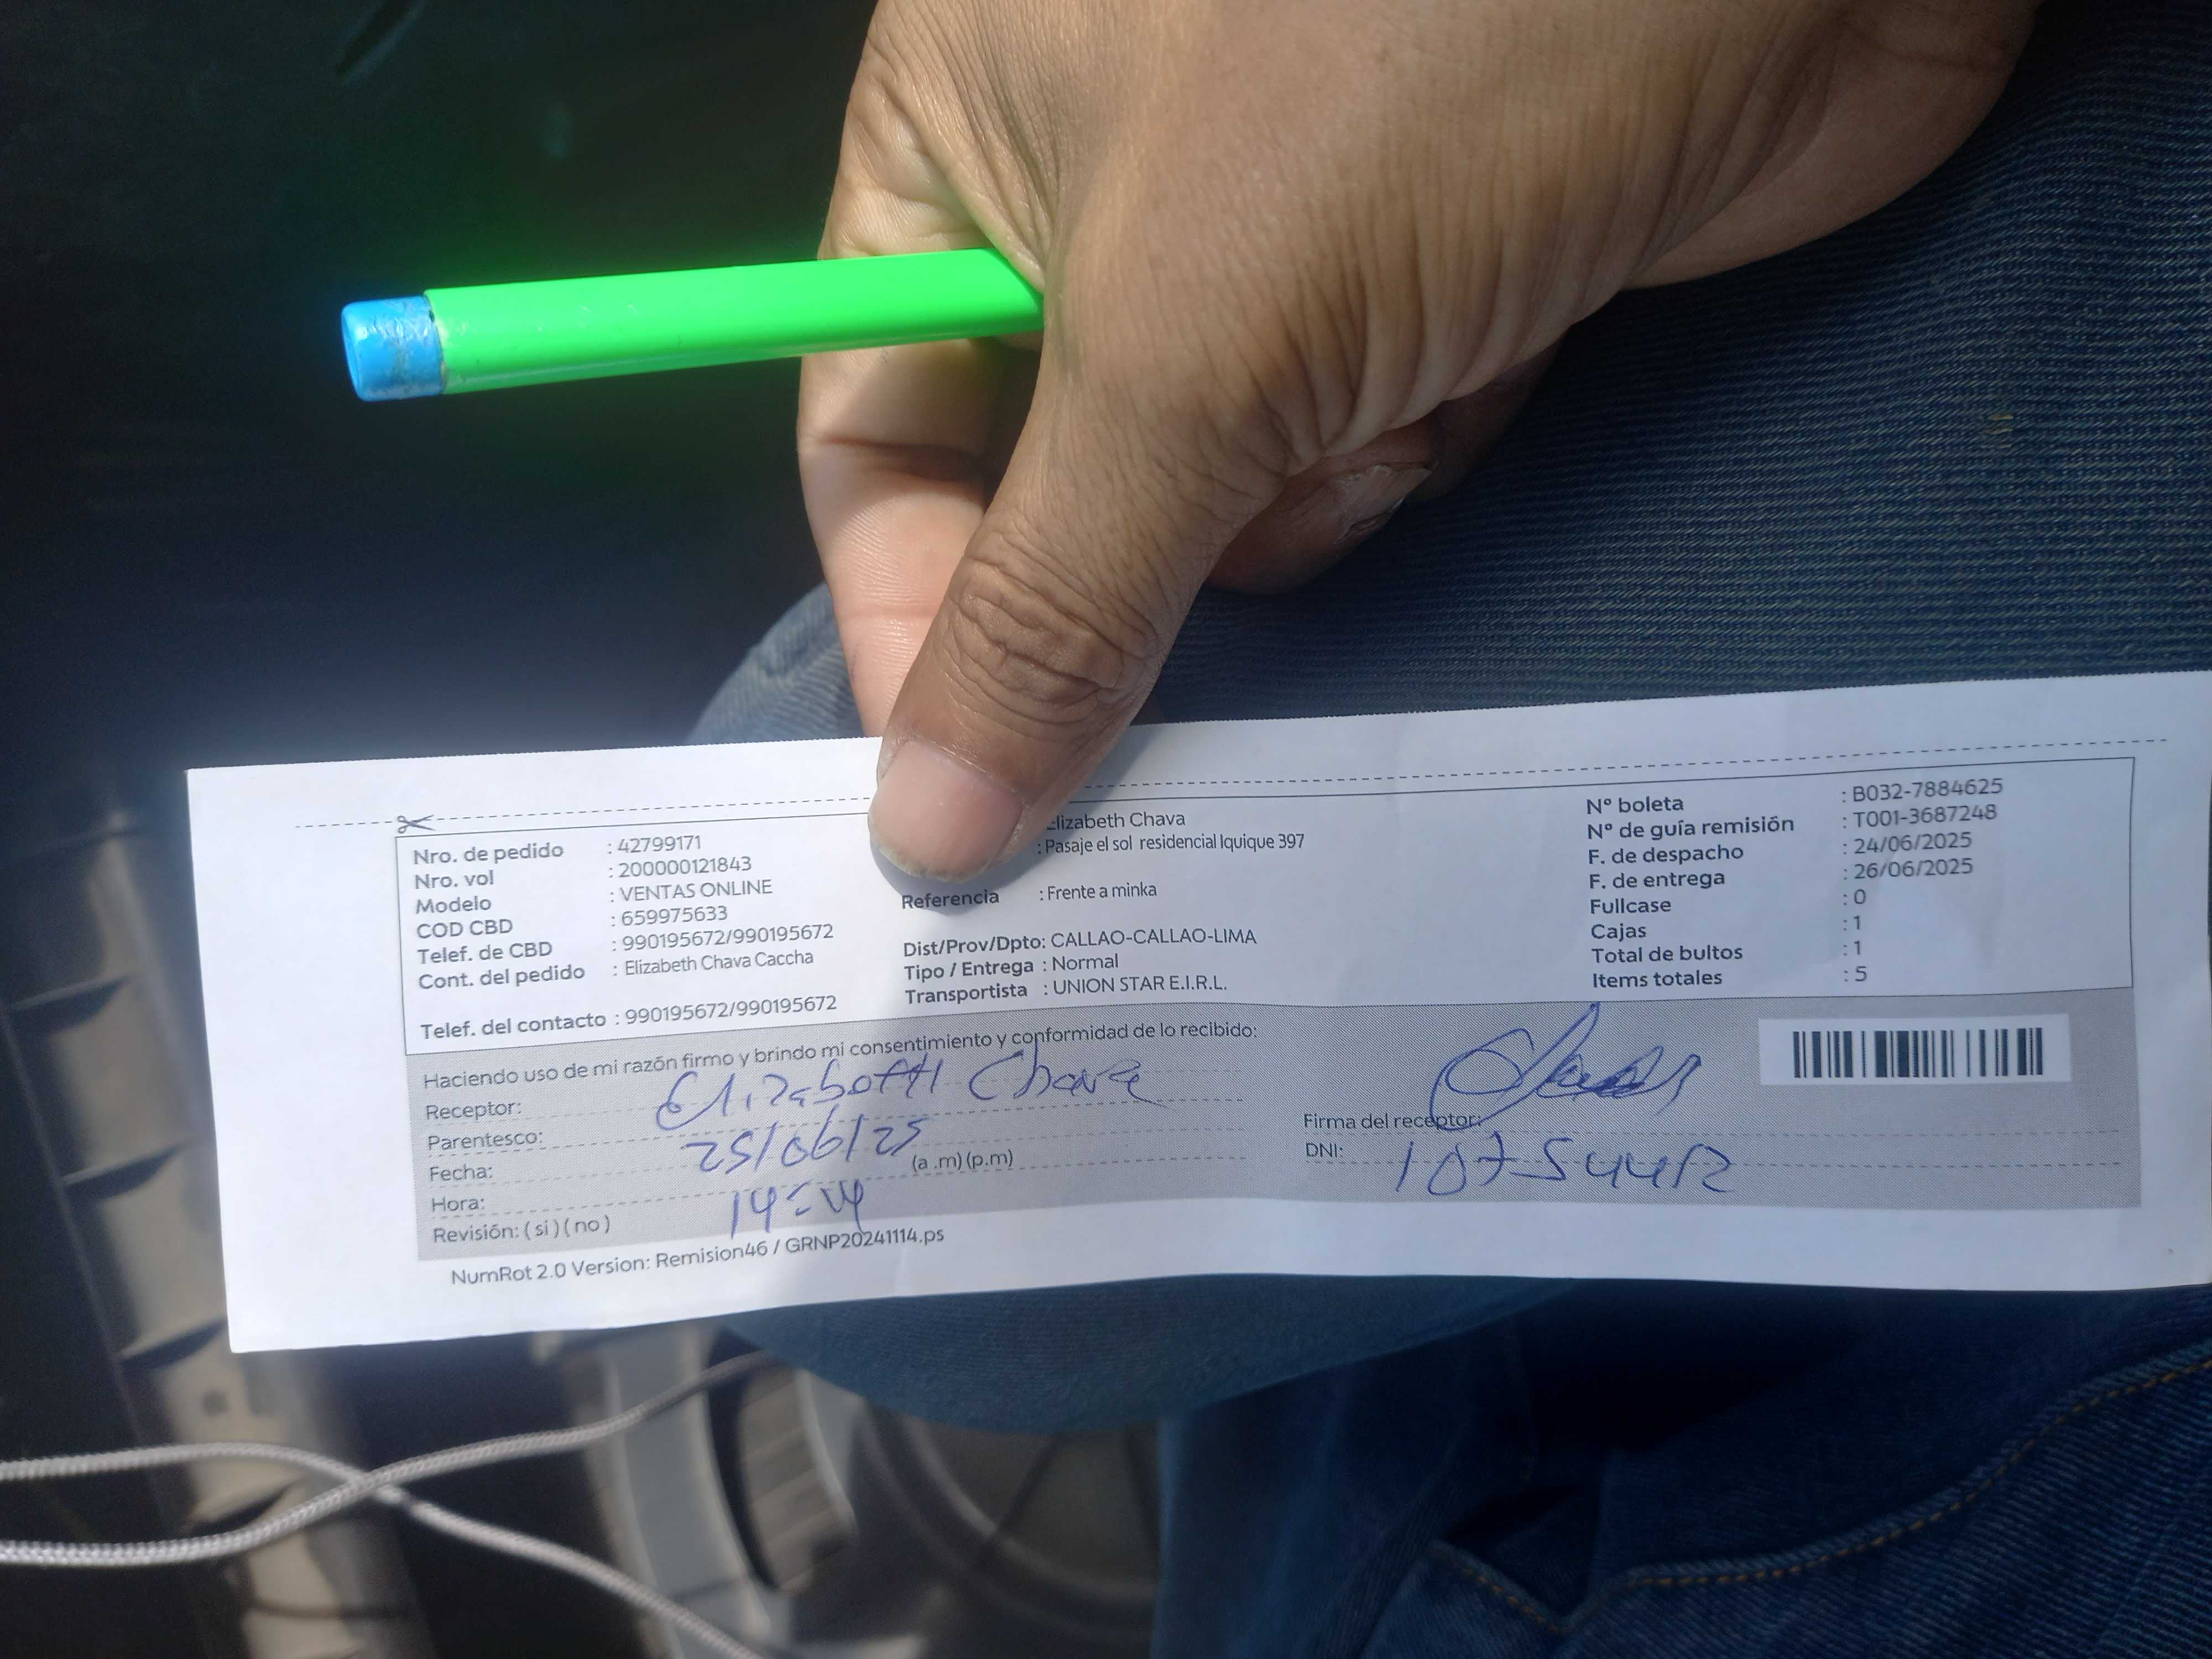 Nro. de pedido : 42799171
Nro. vol : 200000121843
Modelo : VENTAS ONLINE
COD CBD : 659975633
Telef. de CBD : 990195672/990195672
Cont. del pedido : Elizabeth Chava Caccha
Telef. del contacto : 990195672/990195672
Elizabeth Chava
: Pasaje el sol residencial Iquique 397
Referencia : Frente a minka
Dist/Prov/Dpto: CALLAO-CALLAO-LIMA
Tipo / Entrega : Normal
Transportista : UNION STAR E.I.R.L.
Nº boleta : B032-7884625
Nº de guía remisión : T001-3687248
F. de despacho : 24/06/2025
F. de entrega : 26/06/2025
Fullcase : 0
Cajas : 1
Total de bultos : 1
Items totales : 5
Haciendo uso de mi razón firmo y brindo mi consentimiento y conformidad de lo recibido:
Receptor: Elizabeth Chava
Parentesco:
Fecha: 25/06/25
Hora: 14:14 (a .m) (p.m)
Revisión: ( si ) ( no )
Firma del receptor:
DNI: 10754412
NumRot 2.0 Version: Remision46 / GRNP20241114.ps